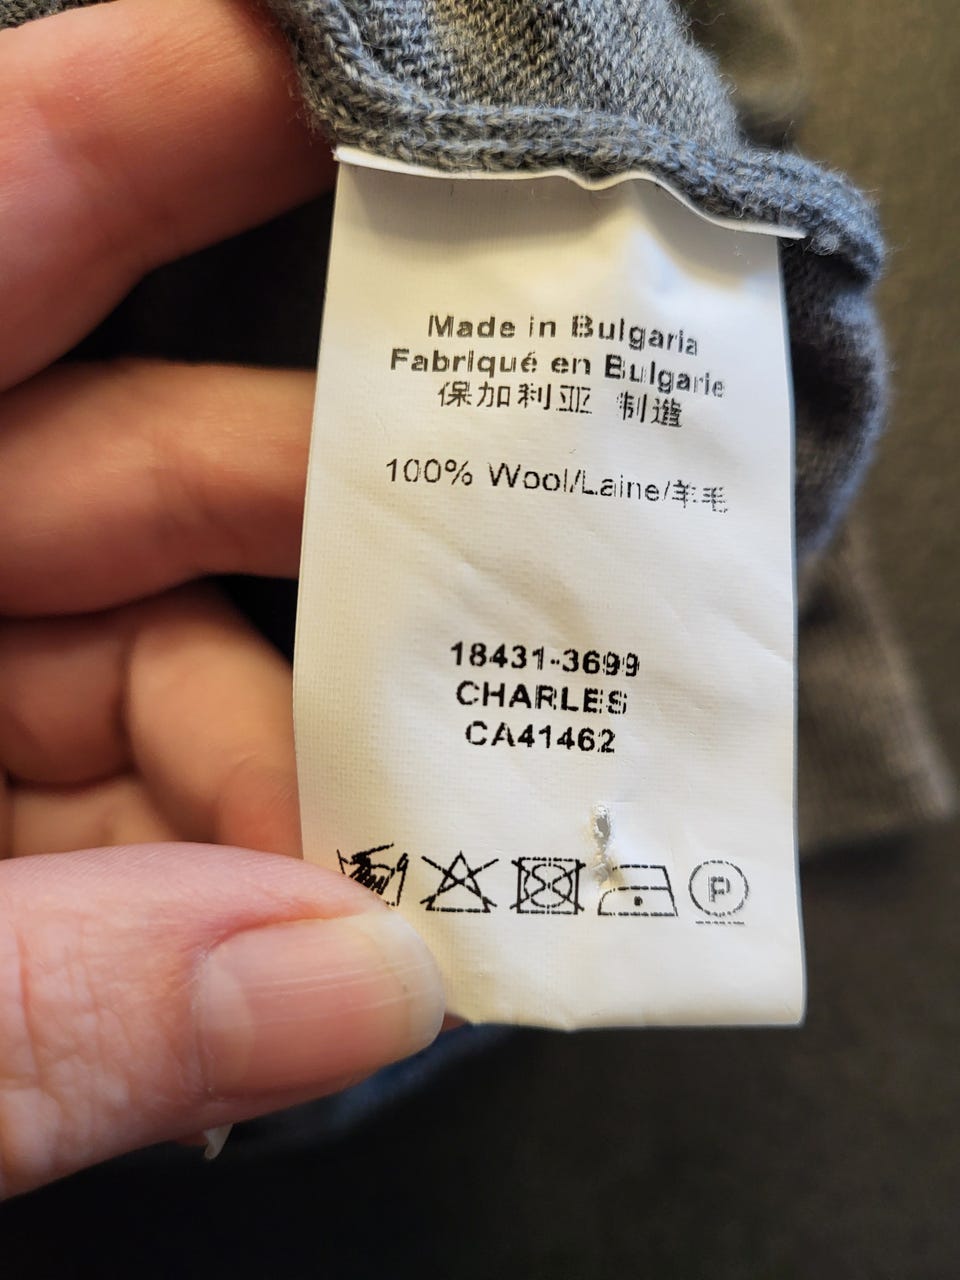 Made in Bulgaria
Fabriqué en Bulgarie
保加利亚 制造
100% Wool/Laine/羊毛
18431-3699
CHARLES
CA41462
P